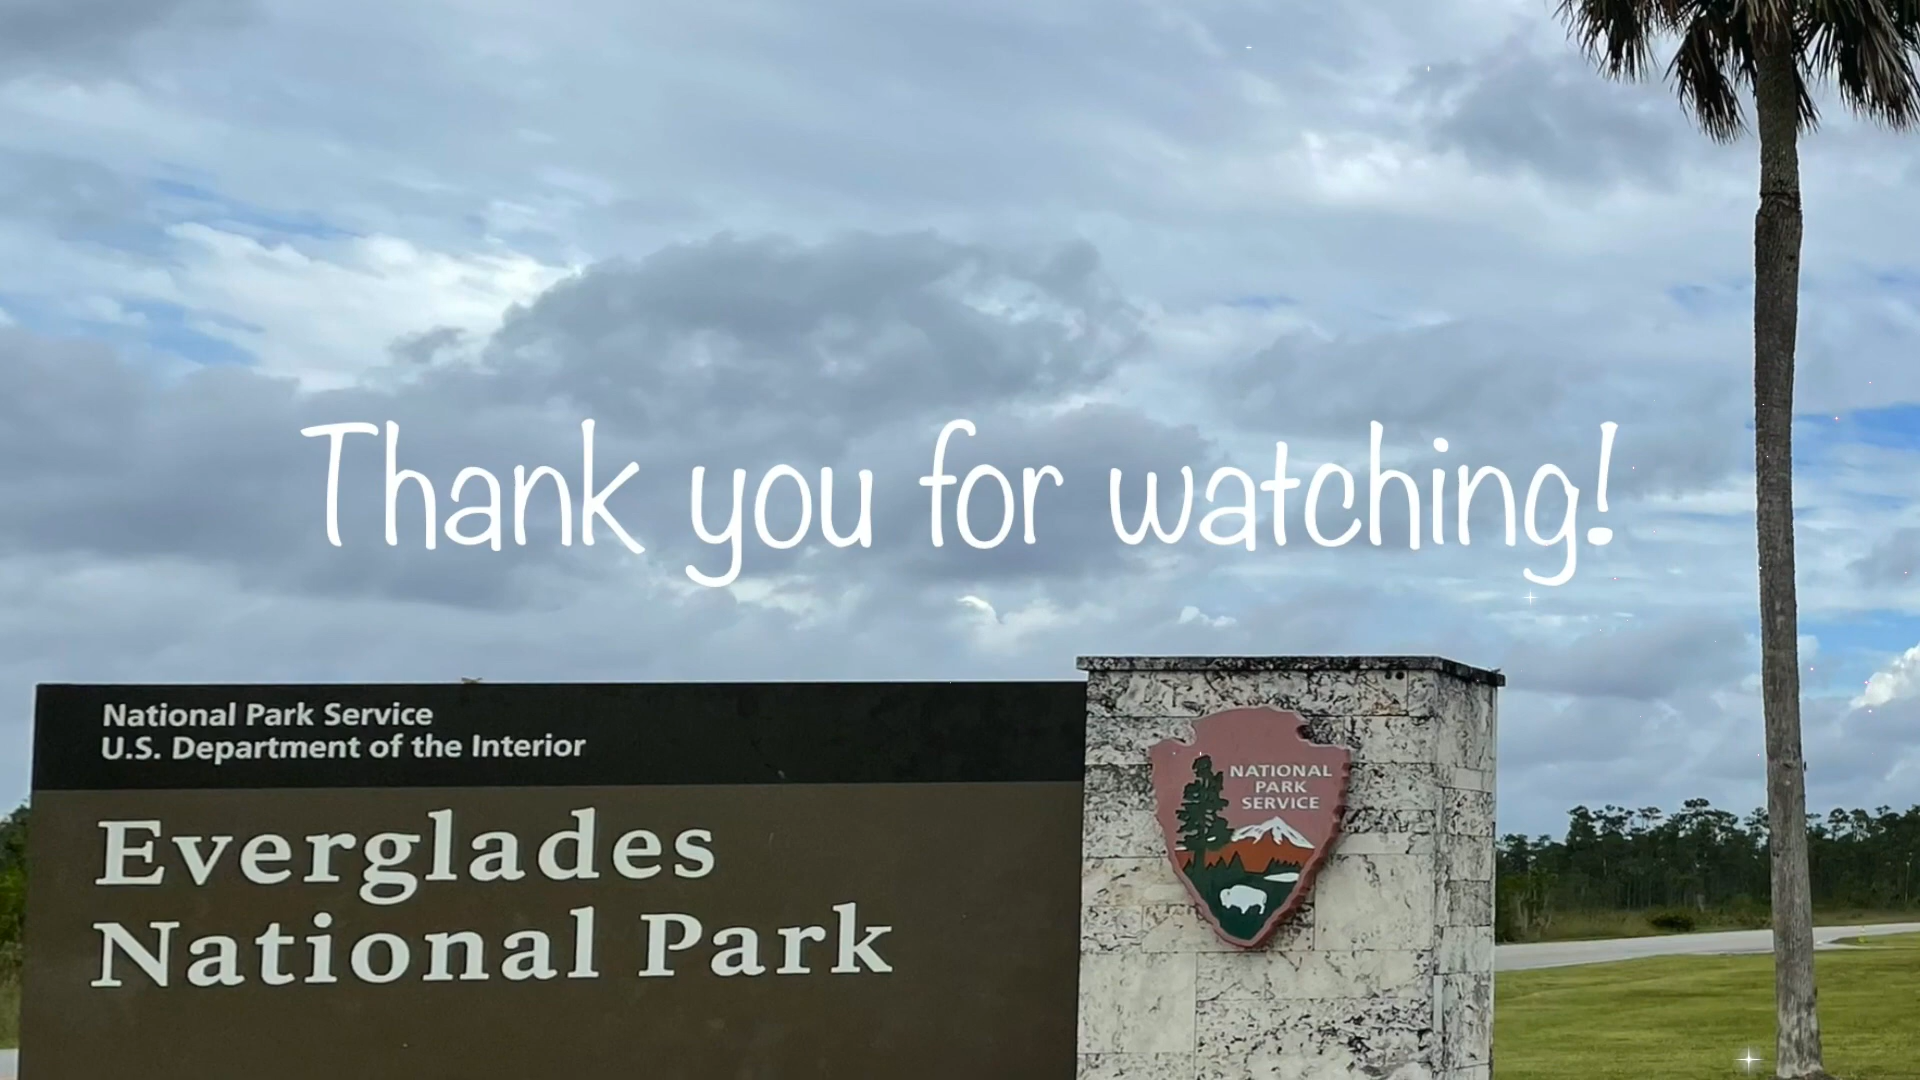 Thank you for watching!
National Park Service
U.S. Department of the Interior
Everglades
National Park
NATIONAL
PARK
SERVICE